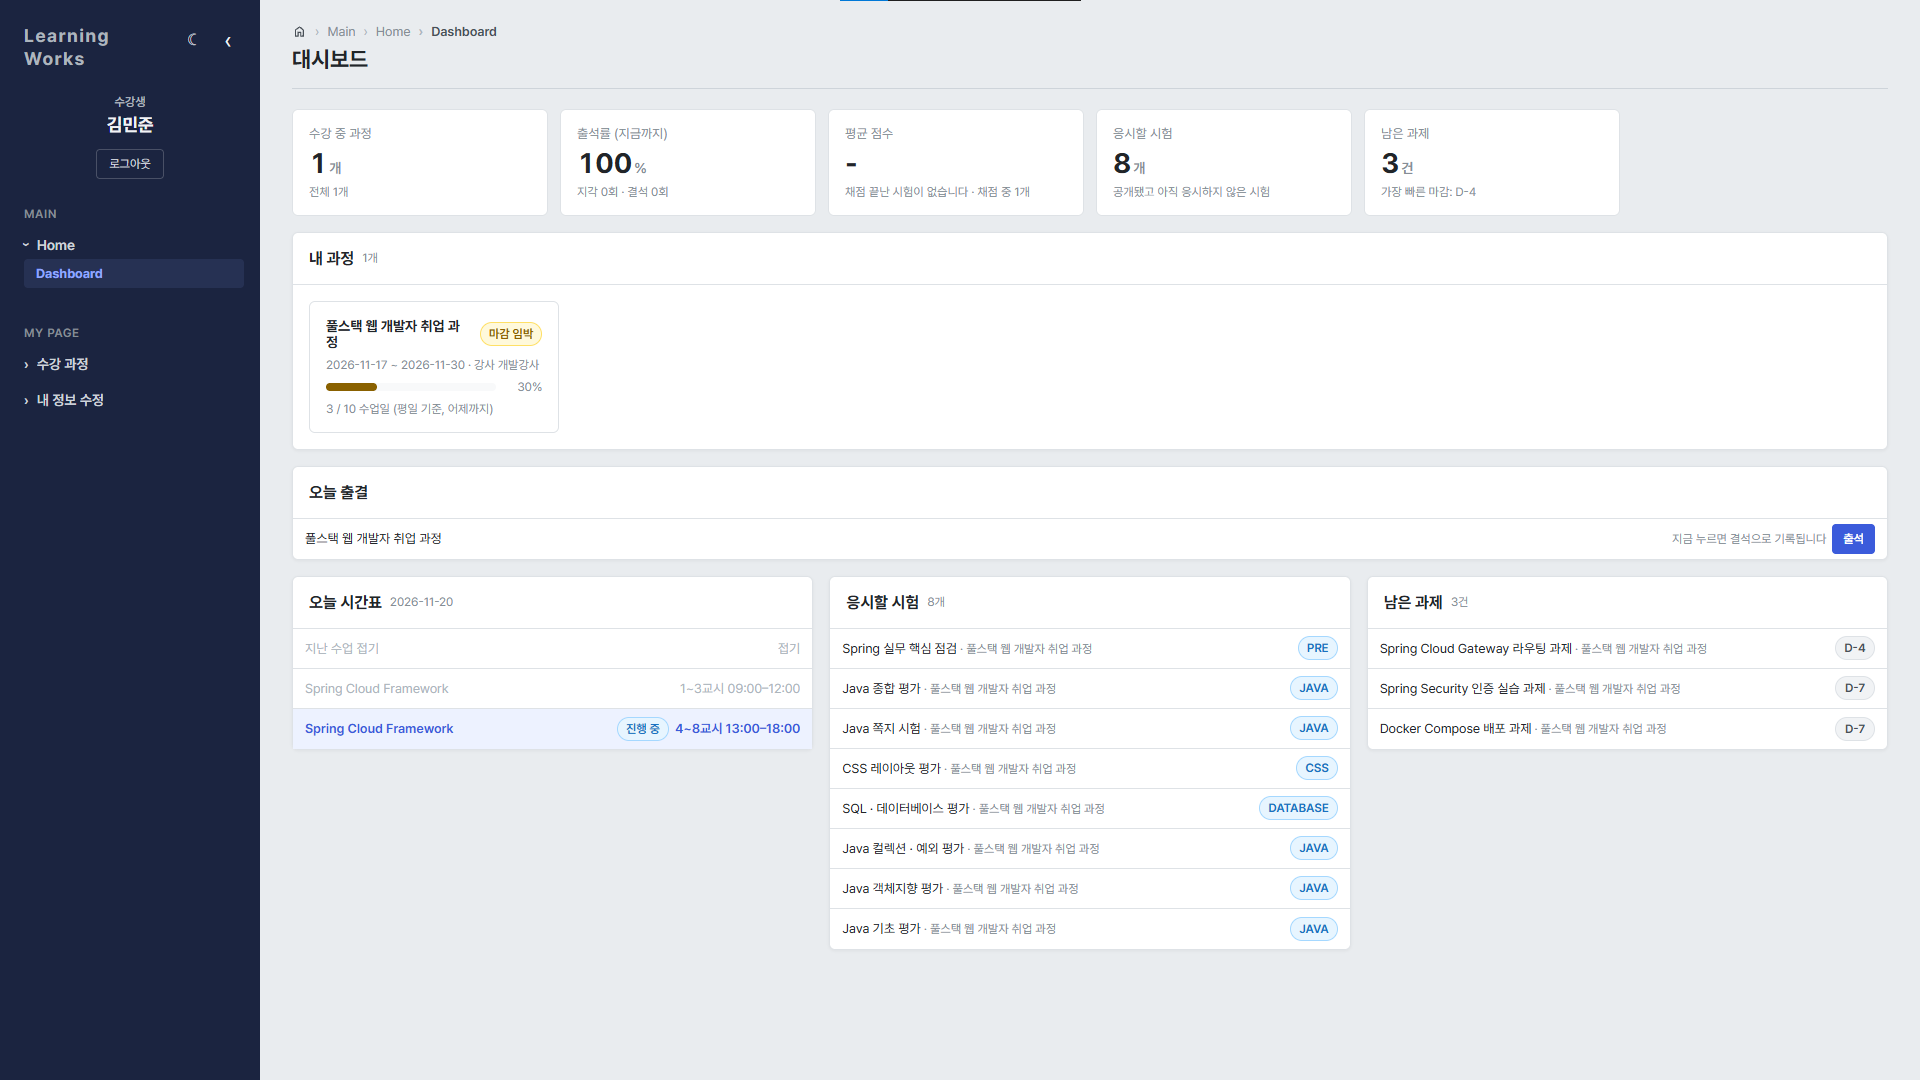 Learning
Works
수강생
김민준
로그아웃
MAIN
Home
Dashboard
MY PAGE
수강 과정
내 정보 수정
Main › Home › Dashboard
대시보드
수강 중 과정
1 개
전체 1개
출석률 (지금까지)
100 %
지각 0회 · 결석 0회
평균 점수
-
채점 끝난 시험이 없습니다 · 채점 중 1개
응시할 시험
8 개
공개됐고 아직 응시하지 않은 시험
남은 과제
3 건
가장 빠른 마감: D-4
내 과정 1개
풀스택 웹 개발자 취업 과
정
마감 임박
2026-11-17 ~ 2026-11-30 · 강사 개발강사
30%
3 / 10 수업일 (평일 기준, 어제까지)
오늘 출결
풀스택 웹 개발자 취업 과정 지금 누르면 결석으로 기록됩니다 출석
오늘 시간표 2026-11-20
지난 수업 접기 접기
Spring Cloud Framework 1~3교시 09:00–12:00
Spring Cloud Framework 진행 중 4~8교시 13:00–18:00
응시할 시험 8개
Spring 실무 핵심 점검 · 풀스택 웹 개발자 취업 과정 PRE
Java 종합 평가 · 풀스택 웹 개발자 취업 과정 JAVA
Java 쪽지 시험 · 풀스택 웹 개발자 취업 과정 JAVA
CSS 레이아웃 평가 · 풀스택 웹 개발자 취업 과정 CSS
SQL · 데이터베이스 평가 · 풀스택 웹 개발자 취업 과정 DATABASE
Java 컬렉션 · 예외 평가 · 풀스택 웹 개발자 취업 과정 JAVA
Java 객체지향 평가 · 풀스택 웹 개발자 취업 과정 JAVA
Java 기초 평가 · 풀스택 웹 개발자 취업 과정 JAVA
남은 과제 3건
Spring Cloud Gateway 라우팅 과제 · 풀스택 웹 개발자 취업 과정 D-4
Spring Security 인증 실습 과제 · 풀스택 웹 개발자 취업 과정 D-7
Docker Compose 배포 과제 · 풀스택 웹 개발자 취업 과정 D-7